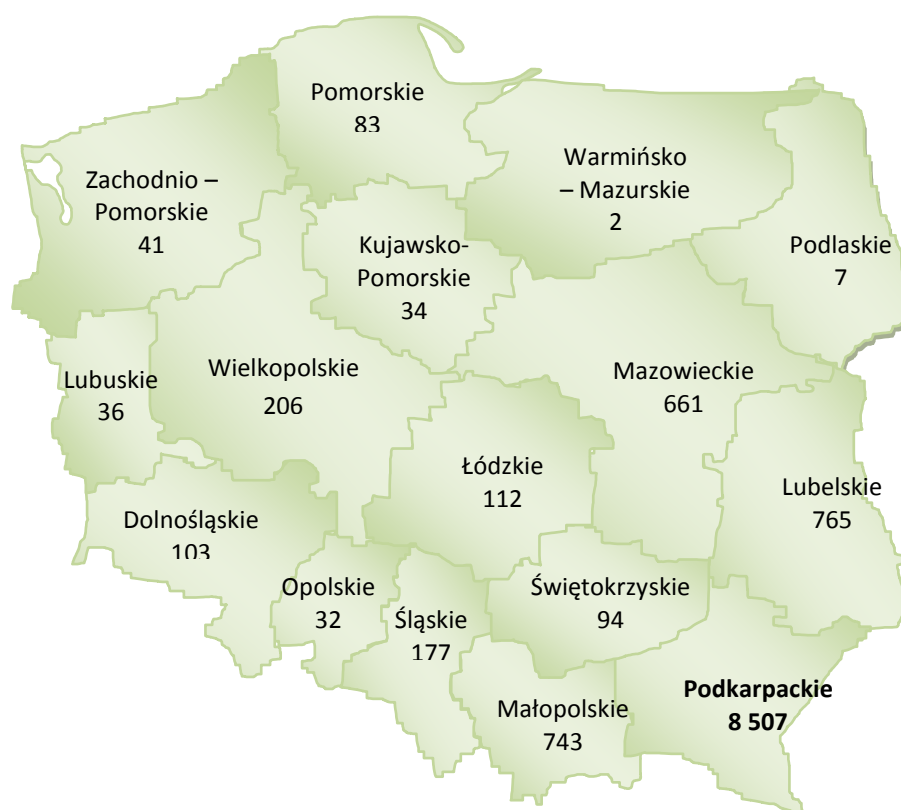 Pomorskie
83
Warmińsko
– Mazurskie
2
Zachodnio –
Pomorskie
41
Kujawsko-
Pomorskie
34
Podlaskie
7
Lubuskie
36
Wielkopolskie
206
Mazowieckie
661
Łódzkie
112
Lubelskie
765
Dolnośląskie
103
Opolskie
32
Śląskie
177
Świętokrzyskie
94
Małopolskie
743
Podkarpackie
8 507